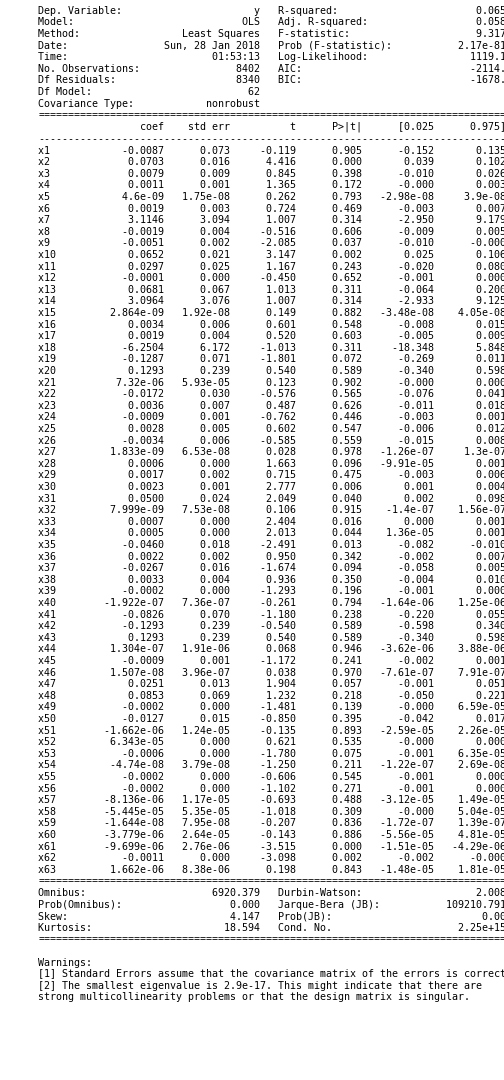 Dep. Variable: y R-squared: 0.065
Model: OLS Adj. R-squared: 0.058
Method: Least Squares F-statistic: 9.317
Date: Sun, 28 Jan 2018 Prob (F-statistic): 2.17e-81
Time: 01:53:13 Log-Likelihood: 1119.1
No. Observations: 8402 AIC: -2114.
Df Residuals: 8340 BIC: -1678.
Df Model: 62
Covariance Type: nonrobust
==============================================================================
coef std err t P>|t| [0.025 0.975]
------------------------------------------------------------------------------
x1 -0.0087 0.073 -0.119 0.905 -0.152 0.135
x2 0.0703 0.016 4.416 0.000 0.039 0.102
x3 0.0079 0.009 0.845 0.398 -0.010 0.026
x4 0.0011 0.001 1.365 0.172 -0.000 0.003
x5 4.6e-09 1.75e-08 0.262 0.793 -2.98e-08 3.9e-08
x6 0.0019 0.003 0.724 0.469 -0.003 0.007
x7 3.1146 3.094 1.007 0.314 -2.950 9.179
x8 -0.0019 0.004 -0.516 0.606 -0.009 0.005
x9 -0.0051 0.002 -2.085 0.037 -0.010 -0.000
x10 0.0652 0.021 3.147 0.002 0.025 0.106
x11 0.0297 0.025 1.167 0.243 -0.020 0.080
x12 -0.0001 0.000 -0.450 0.652 -0.001 0.000
x13 0.0681 0.067 1.013 0.311 -0.064 0.200
x14 3.0964 3.076 1.007 0.314 -2.933 9.125
x15 2.864e-09 1.92e-08 0.149 0.882 -3.48e-08 4.05e-08
x16 0.0034 0.006 0.601 0.548 -0.008 0.015
x17 0.0019 0.004 0.520 0.603 -0.005 0.009
x18 -6.2504 6.172 -1.013 0.311 -18.348 5.848
x19 -0.1287 0.071 -1.801 0.072 -0.269 0.011
x20 0.1293 0.239 0.540 0.589 -0.340 0.598
x21 7.32e-06 5.93e-05 0.123 0.902 -0.000 0.000
x22 -0.0172 0.030 -0.576 0.565 -0.076 0.041
x23 0.0036 0.007 0.487 0.626 -0.011 0.018
x24 -0.0009 0.001 -0.762 0.446 -0.003 0.001
x25 0.0028 0.005 0.602 0.547 -0.006 0.012
x26 -0.0034 0.006 -0.585 0.559 -0.015 0.008
x27 1.833e-09 6.53e-08 0.028 0.978 -1.26e-07 1.3e-07
x28 0.0006 0.000 1.663 0.096 -9.91e-05 0.001
x29 0.0017 0.002 0.715 0.475 -0.003 0.006
x30 0.0023 0.001 2.777 0.006 0.001 0.004
x31 0.0500 0.024 2.049 0.040 0.002 0.098
x32 7.999e-09 7.53e-08 0.106 0.915 -1.4e-07 1.56e-07
x33 0.0007 0.000 2.404 0.016 0.000 0.001
x34 0.0005 0.000 2.013 0.044 1.36e-05 0.001
x35 -0.0460 0.018 -2.491 0.013 -0.082 -0.010
x36 0.0022 0.002 0.950 0.342 -0.002 0.007
x37 -0.0267 0.016 -1.674 0.094 -0.058 0.005
x38 0.0033 0.004 0.936 0.350 -0.004 0.010
x39 -0.0002 0.000 -1.293 0.196 -0.001 0.000
x40 -1.922e-07 7.36e-07 -0.261 0.794 -1.64e-06 1.25e-06
x41 -0.0826 0.070 -1.180 0.238 -0.220 0.055
x42 -0.1293 0.239 -0.540 0.589 -0.598 0.340
x43 0.1293 0.239 0.540 0.589 -0.340 0.598
x44 1.304e-07 1.91e-06 0.068 0.946 -3.62e-06 3.88e-06
x45 -0.0009 0.001 -1.172 0.241 -0.002 0.001
x46 1.507e-08 3.96e-07 0.038 0.970 -7.61e-07 7.91e-07
x47 0.0251 0.013 1.904 0.057 -0.001 0.051
x48 0.0853 0.069 1.232 0.218 -0.050 0.221
x49 -0.0002 0.000 -1.481 0.139 -0.000 6.59e-05
x50 -0.0127 0.015 -0.850 0.395 -0.042 0.017
x51 -1.662e-06 1.24e-05 -0.135 0.893 -2.59e-05 2.26e-05
x52 6.343e-05 0.000 0.621 0.535 -0.000 0.000
x53 -0.0006 0.000 -1.780 0.075 -0.001 6.35e-05
x54 -4.74e-08 3.79e-08 -1.250 0.211 -1.22e-07 2.69e-08
x55 -0.0002 0.000 -0.606 0.545 -0.001 0.000
x56 -0.0002 0.000 -1.102 0.271 -0.001 0.000
x57 -8.136e-06 1.17e-05 -0.693 0.488 -3.12e-05 1.49e-05
x58 -5.445e-05 5.35e-05 -1.018 0.309 -0.000 5.04e-05
x59 -1.644e-08 7.95e-08 -0.207 0.836 -1.72e-07 1.39e-07
x60 -3.779e-06 2.64e-05 -0.143 0.886 -5.56e-05 4.81e-05
x61 -9.699e-06 2.76e-06 -3.515 0.000 -1.51e-05 -4.29e-06
x62 -0.0011 0.000 -3.098 0.002 -0.002 -0.000
x63 1.662e-06 8.38e-06 0.198 0.843 -1.48e-05 1.81e-05
==============================================================================
Omnibus: 6920.379 Durbin-Watson: 2.008
Prob(Omnibus): 0.000 Jarque-Bera (JB): 109210.791
Skew: 4.147 Prob(JB): 0.00
Kurtosis: 18.594 Cond. No. 2.25e+15
==============================================================================
Warnings:
[1] Standard Errors assume that the covariance matrix of the errors is correct
[2] The smallest eigenvalue is 2.9e-17. This might indicate that there are
strong multicollinearity problems or that the design matrix is singular.